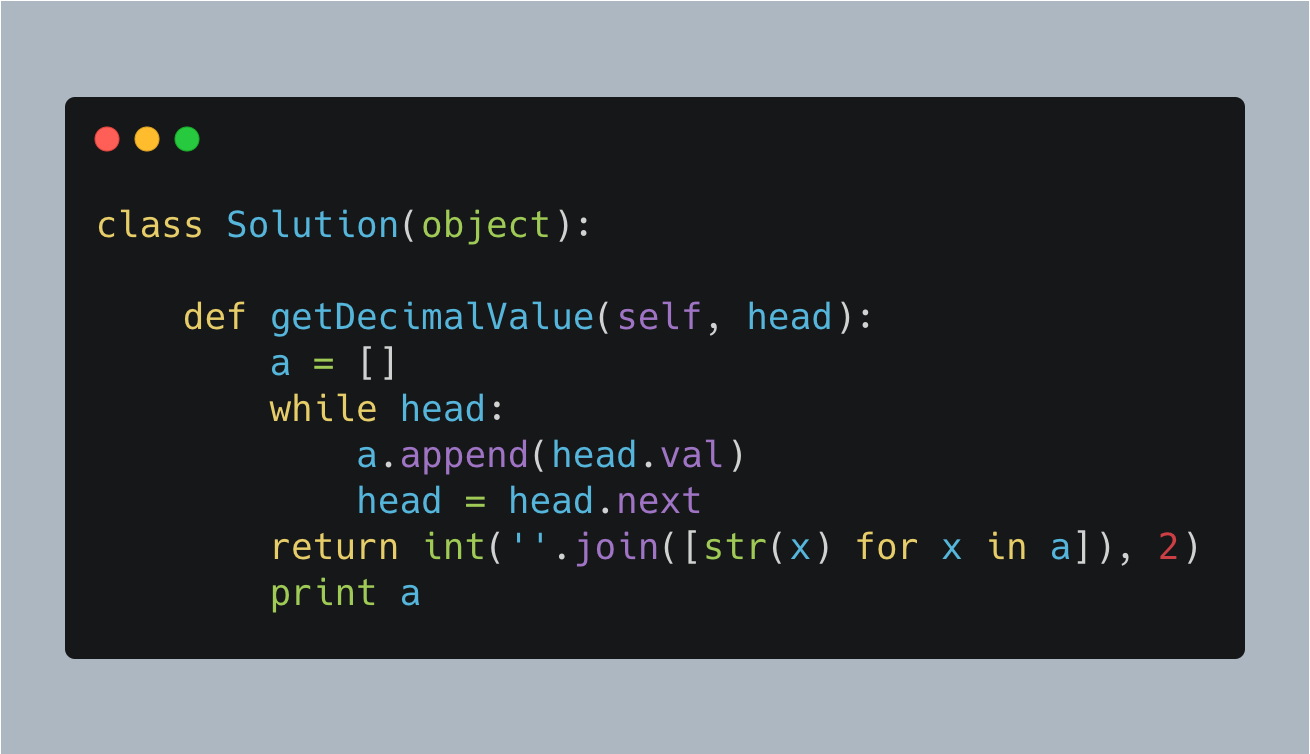 class Solution(object):
    def getDecimalValue(self, head):
        a = []
        while head:
            a.append(head.val)
            head = head.next
        return int(''.join([str(x) for x in a]), 2)
        print a